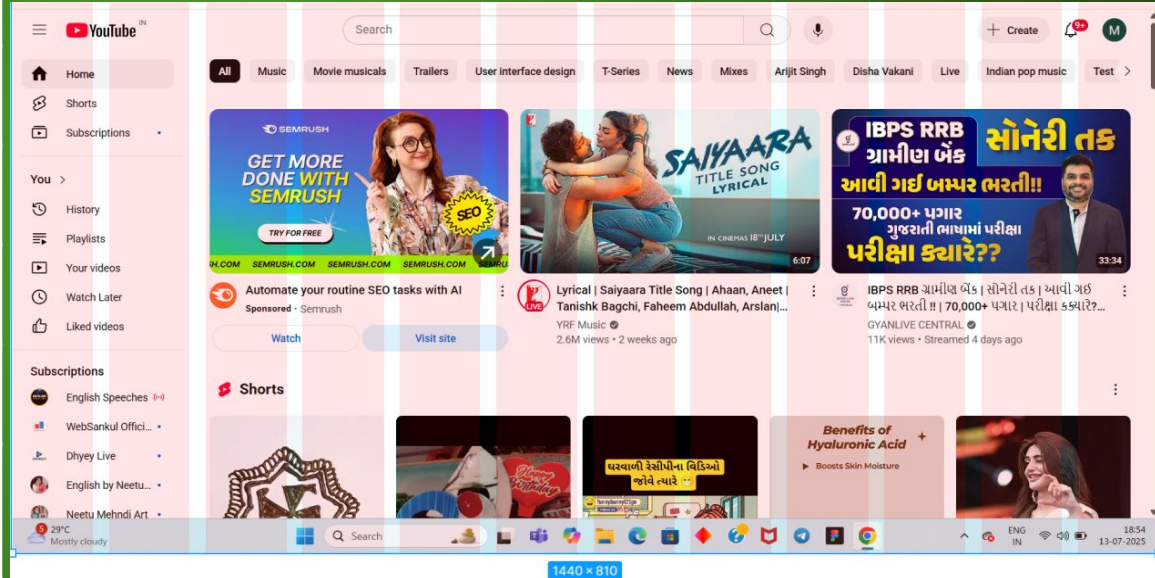 YouTube IN
Search
Create
9+
M
Home
Shorts
Subscriptions
You
History
Playlists
Your videos
Watch Later
Liked videos
Subscriptions
English Speeches
WebSankul Offici...
Dhyey Live
English by Neetu...
Neetu Mehndi Art
All
Music
Movie musicals
Trailers
User interface design
T-Series
News
Mixes
Arijit Singh
Disha Vakani
Live
Indian pop music
Test
SEMRUSH
GET MORE
DONE WITH
SEMRUSH
TRY FOR FREE
SEO
SH.COM SEMRUSH.COM SEMRUSH.COM SEMRUSH.COM SEMRU
Automate your routine SEO tasks with AI
Sponsored · Semrush
Watch
Visit site
SAIYAARA
TITLE SONG
LYRICAL
IN CINEMAS 18TH JULY
6:07
LIVE
Lyrical | Saiyaara Title Song | Ahaan, Aneet |
Tanishk Bagchi, Faheem Abdullah, Arslan|...
YRF Music
2.6M views • 2 weeks ago
IBPS RRB
ગ્રામીણ બેંક
સોનેરી તક
આવી ગઈ બમ્પર ભરતી!!
70,000+ પગાર
ગુજરાતી ભાષામાં પરીક્ષા
પરીક્ષા ક્યારે??
33:34
IBPS RRB ગ્રામીણ બેંક | સોનેરી તક | આવી ગઈ
બમ્પર ભરતી !! | 70,000+ પગાર | પરીક્ષા કક્યારે?...
GYANLIVE CENTRAL
11K views • Streamed 4 days ago
Shorts
Happy
Birthday
ઘરવાળી રેસીપીના વિડિઓ
જોવે ત્યારે
Benefits of
Hyaluronic Acid
Boosts Skin Moisture
5
29°C
Mostly cloudy
Search
ENG
IN
18:54
13-07-2025
1440 × 810